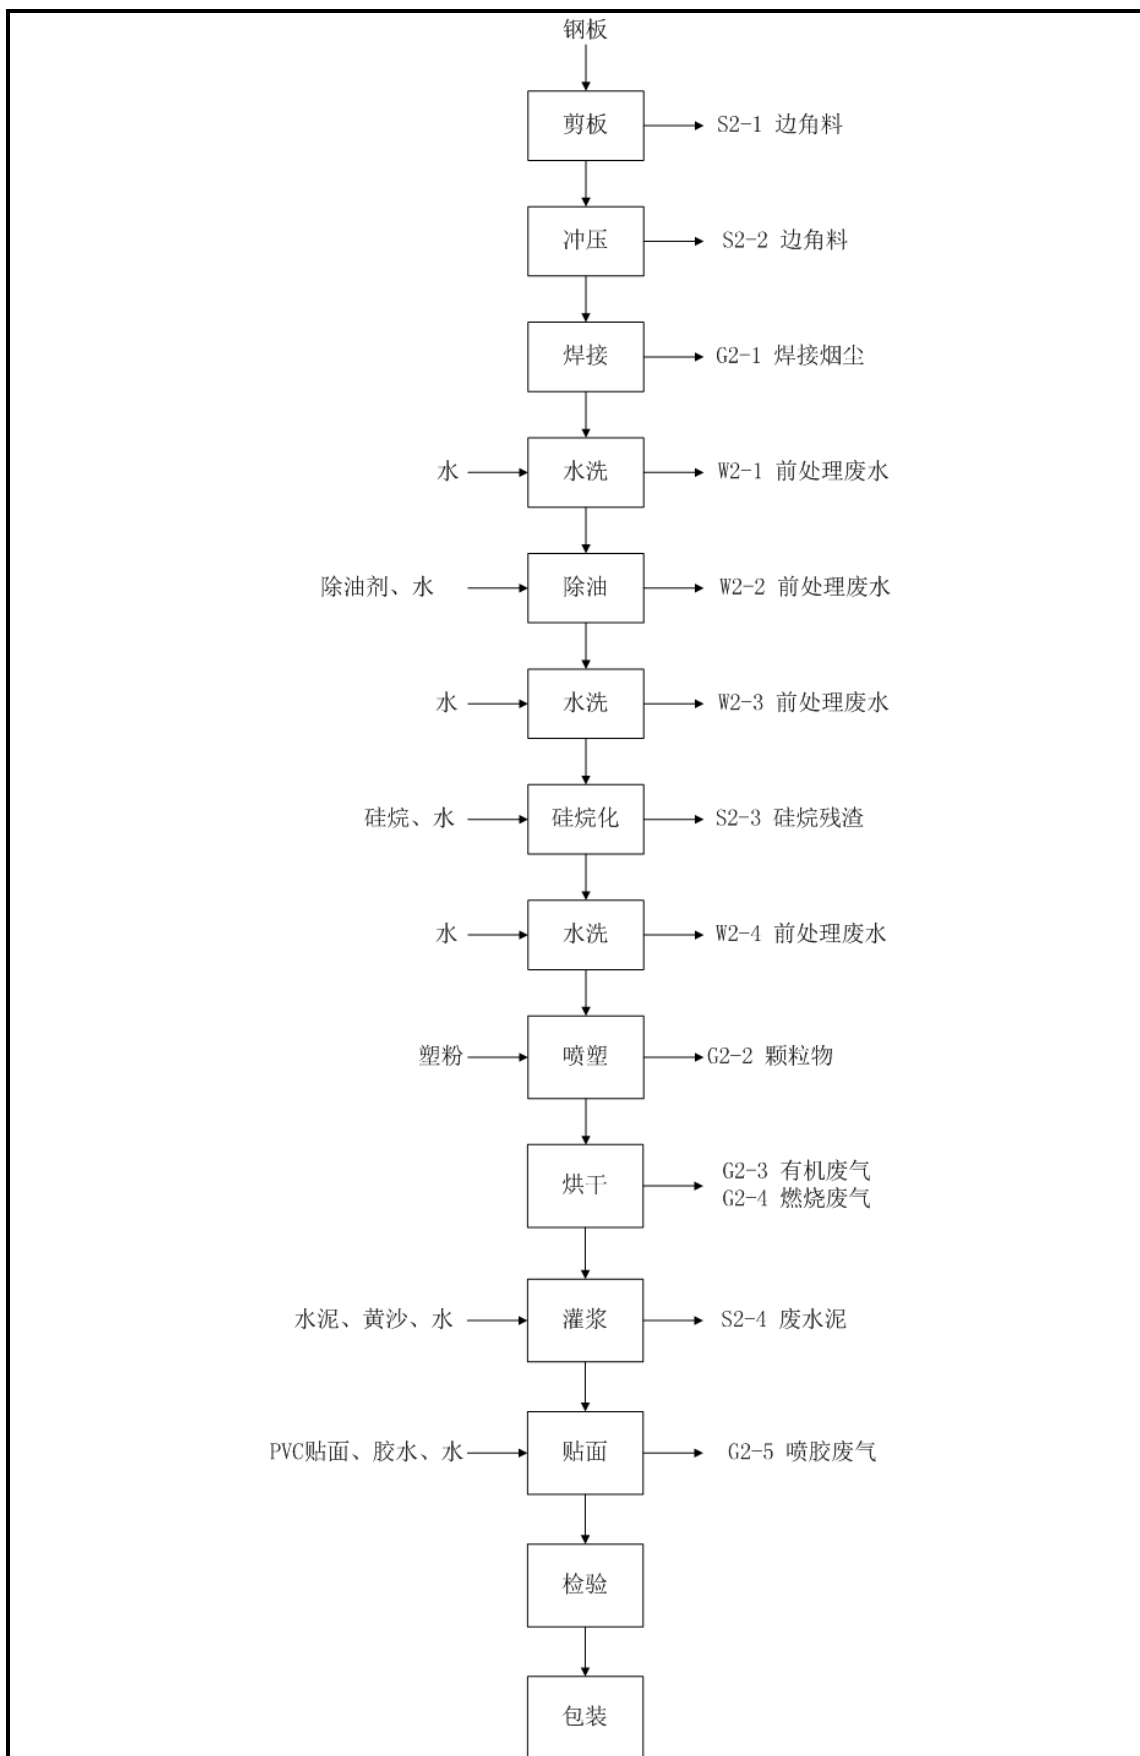 钢板
剪板
S2-1 边角料
冲压
S2-2 边角料
焊接
G2-1 焊接烟尘
水
水洗
W2-1 前处理废水
除油剂、水
除油
W2-2 前处理废水
水
水洗
W2-3 前处理废水
硅烷、水
硅烷化
S2-3 硅烷残渣
水
水洗
W2-4 前处理废水
塑粉
喷塑
G2-2 颗粒物
烘干
G2-3 有机废气
G2-4 燃烧废气
水泥、黄沙、水
灌浆
S2-4 废水泥
PVC贴面、胶水、水
贴面
G2-5 喷胶废气
检验
包装